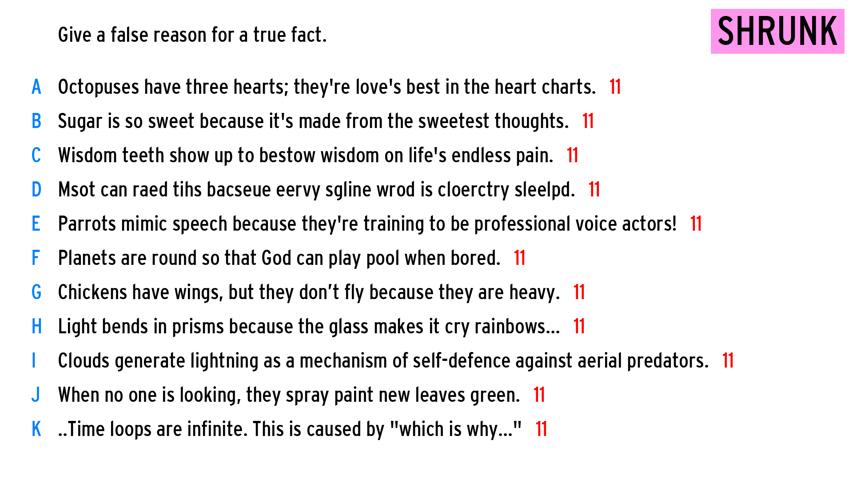 Give a false reason for a true fact.
SHRUNK
A Octopuses have three hearts; they're love's best in the heart charts. 11
B Sugar is so sweet because it's made from the sweetest thoughts. 11
C Wisdom teeth show up to bestow wisdom on life's endless pain. 11
D Msot can raed tihs bacseue eervy sgline wrod is cloerctry sleelpd. 11
E Parrots mimic speech because they're training to be professional voice actors! 11
F Planets are round so that God can play pool when bored. 11
G Chickens have wings, but they don’t fly because they are heavy. 11
H Light bends in prisms because the glass makes it cry rainbows... 11
I Clouds generate lightning as a mechanism of self-defence against aerial predators. 11
J When no one is looking, they spray paint new leaves green. 11
K ..Time loops are infinite. This is caused by "which is why..." 11